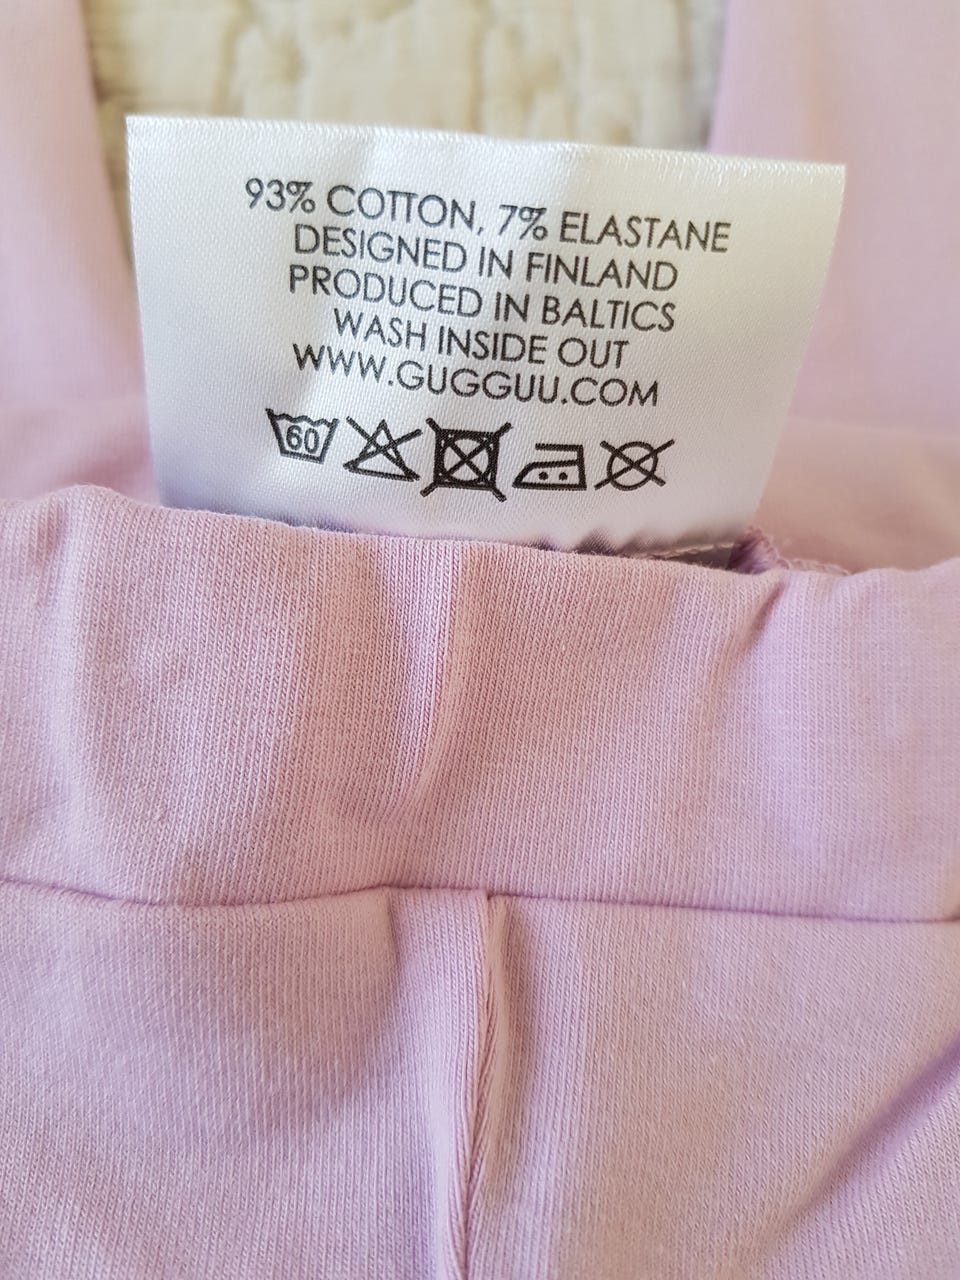 93% COTTON, 7% ELASTANE
DESIGNED IN FINLAND
PRODUCED IN BALTICS
WASH INSIDE OUT
WWW.GUGGUU.COM
60